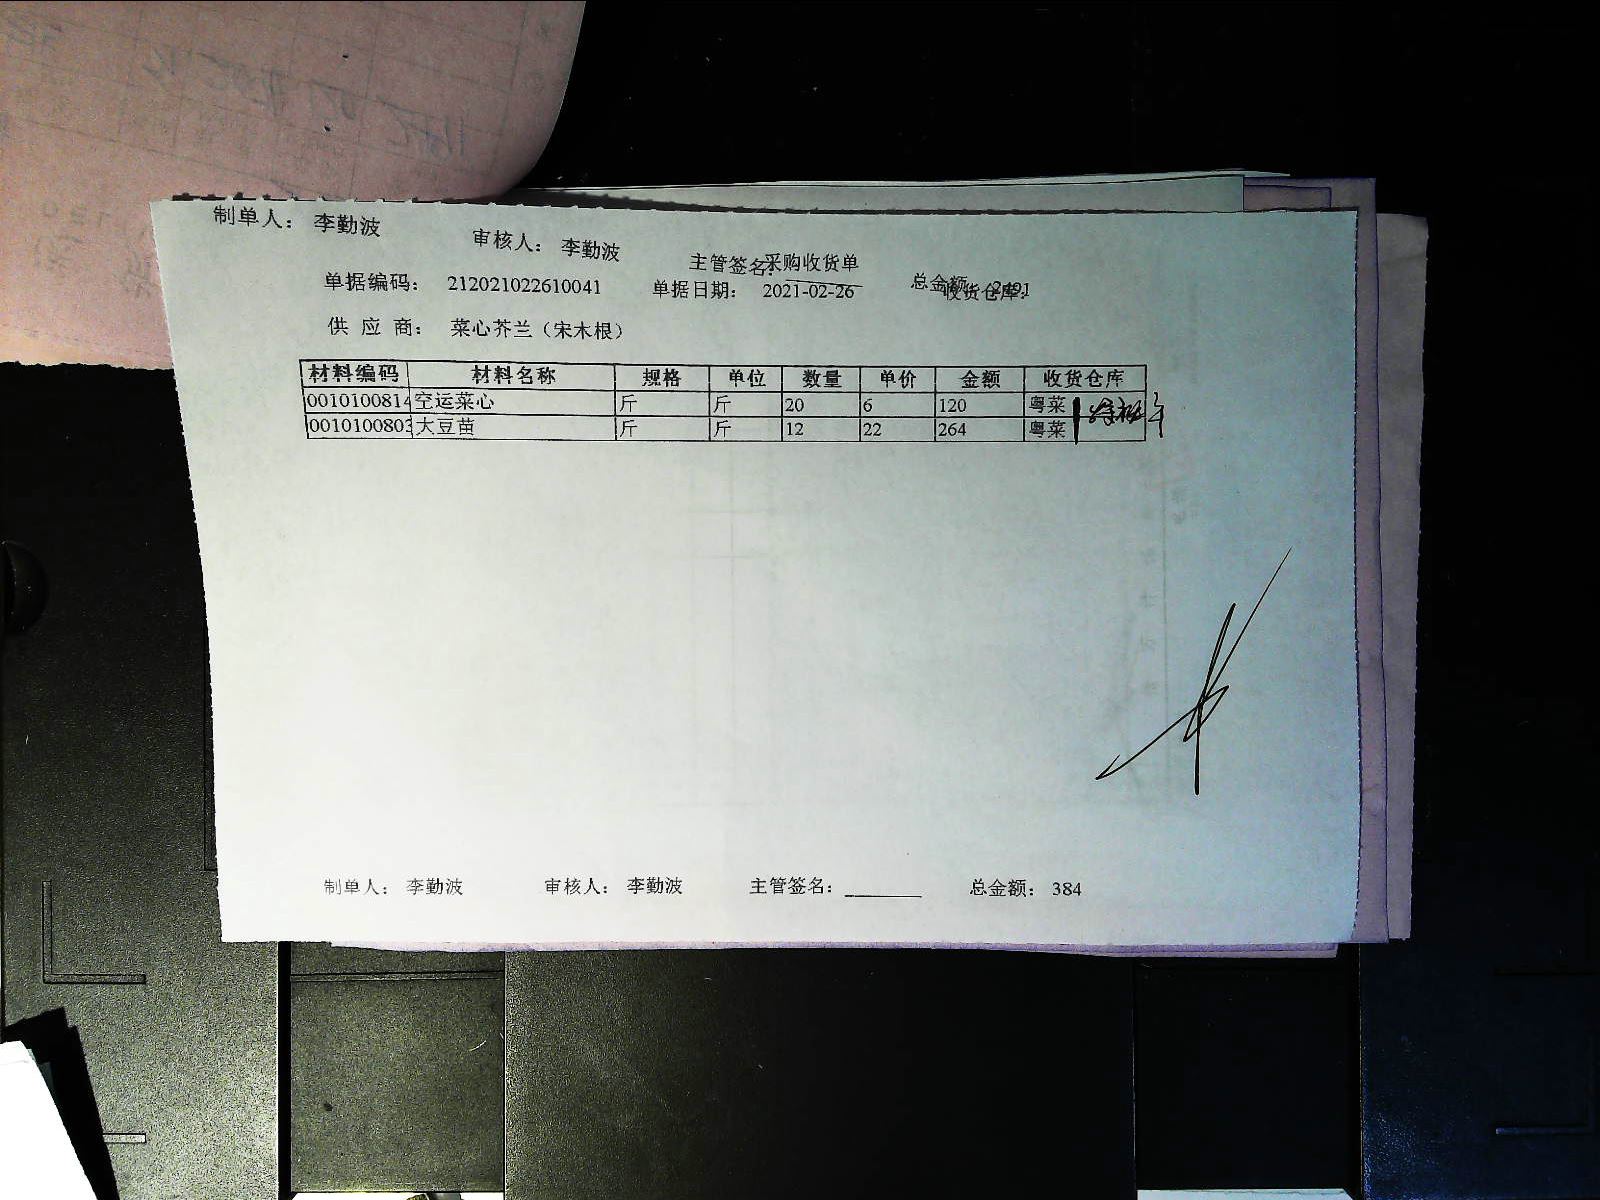 制单人： 李勤波 审核人： 李勤波 主管签名： 总金额：
采购收货单
单据编码： 212021022610041 单据日期： 2021-02-26 收货仓库：
供 应 商： 菜心芥兰（宋木根）
材料编码 材料名称 规格 单位 数量 单价 金额 收货仓库
0010100814 空运菜心 斤 斤 20 6 120 粤菜
0010100803 大豆苗 斤 斤 12 22 264 粤菜
制单人： 李勤波 审核人： 李勤波 主管签名： 总金额： 384